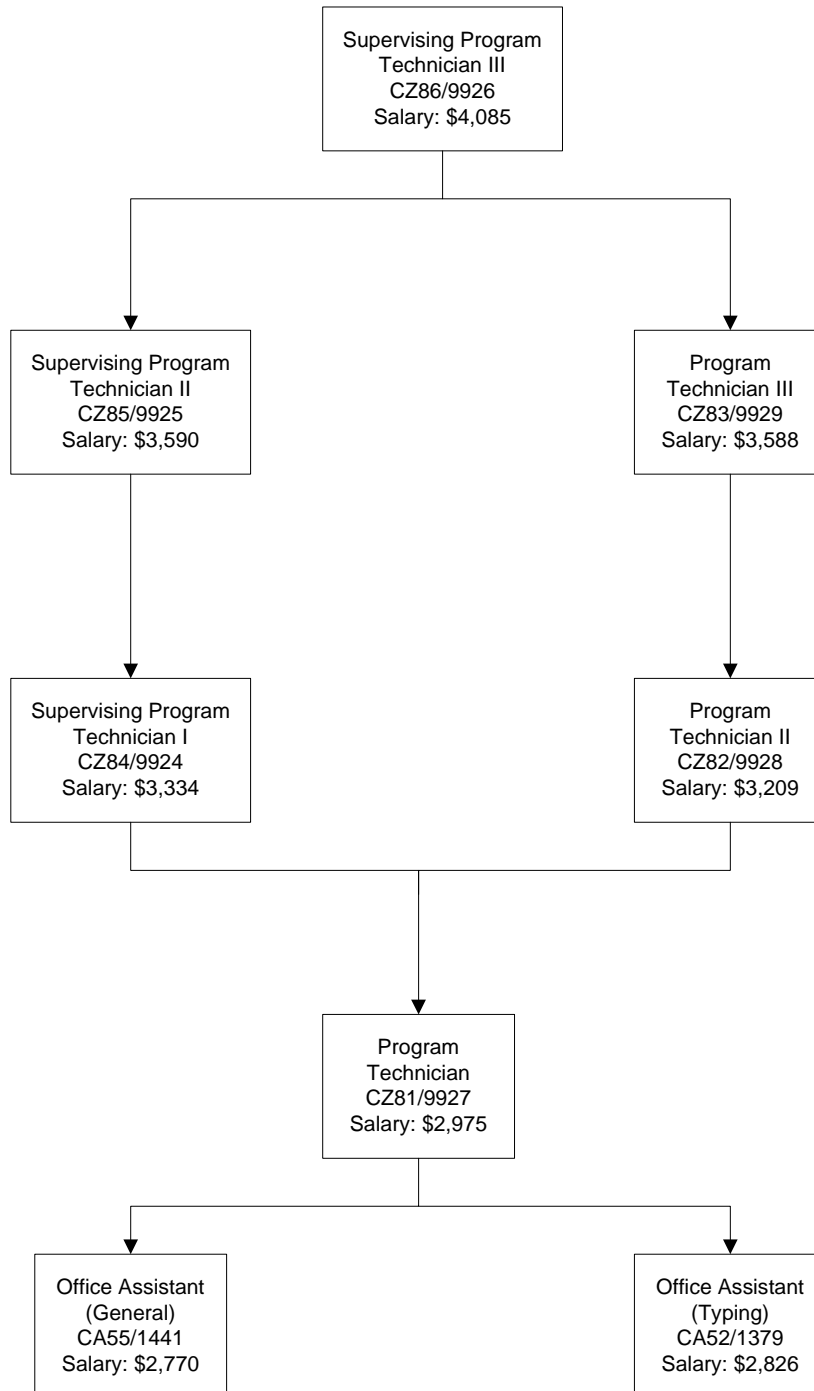 Supervising Program
Technician III
CZ86/9926
Salary: $4,085
Supervising Program
Technician II
CZ85/9925
Salary: $3,590
Program
Technician III
CZ83/9929
Salary: $3,588
Supervising Program
Technician I
CZ84/9924
Salary: $3,334
Program
Technician II
CZ82/9928
Salary: $3,209
Program
Technician
CZ81/9927
Salary: $2,975
Office Assistant
(General)
CA55/1441
Salary: $2,770
Office Assistant
(Typing)
CA52/1379
Salary: $2,826